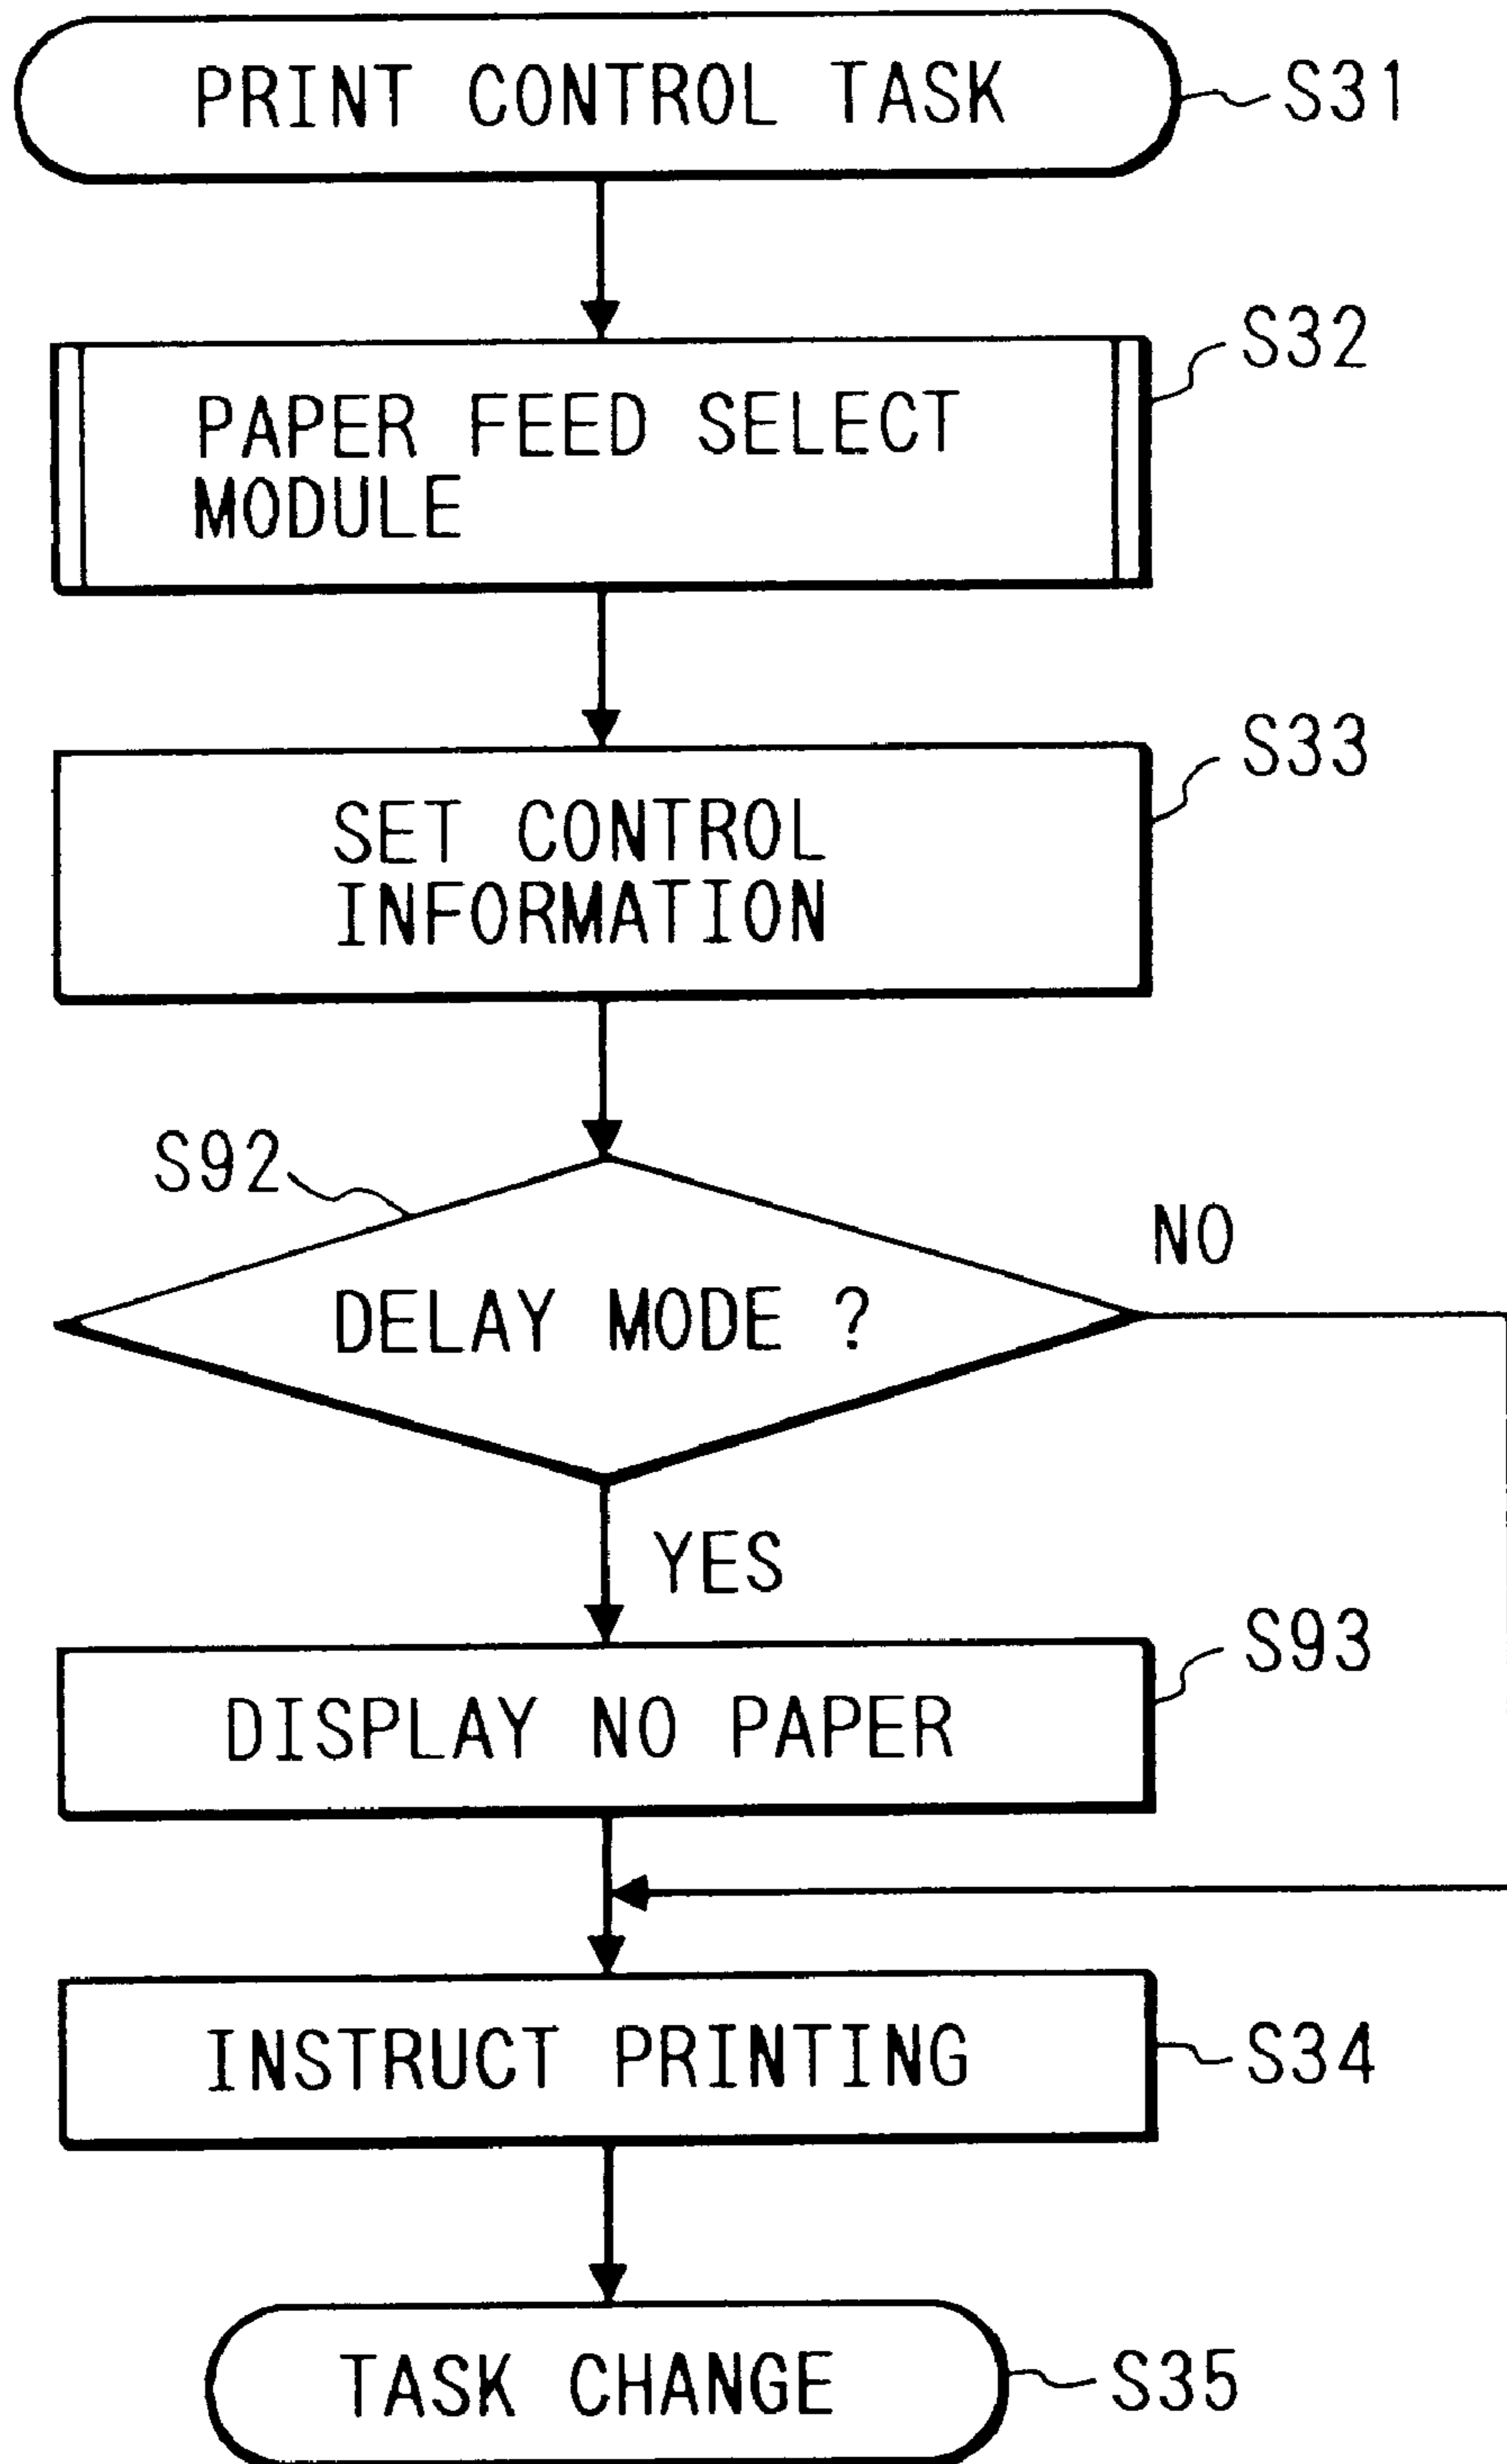 PRINT CONTROL TASK
S31
S32
PAPER FEED SELECT
MODULE
S33
SET CONTROL
INFORMATION
S92
NO
DELAY MODE ?
YES
S93
DISPLAY NO PAPER
INSTRUCT PRINTING
S34
TASK CHANGE
S35